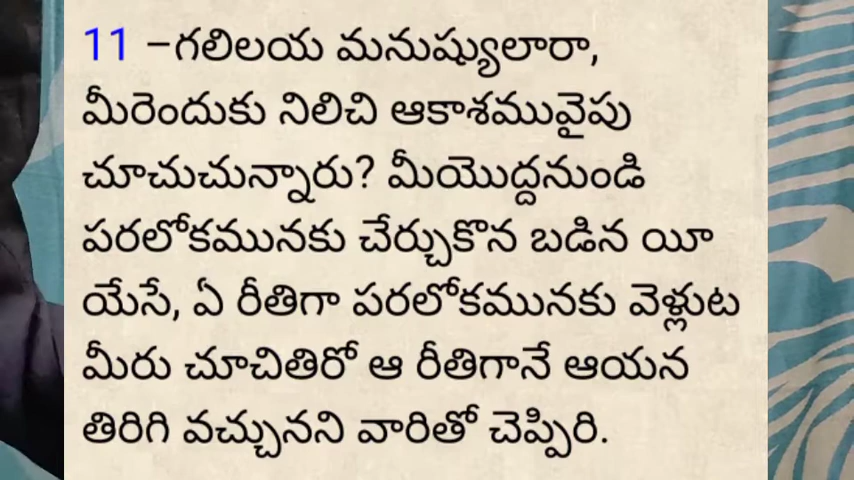 11 –గలిలయ మనుష్యులారా,
మీరెందుకు నిలిచి ఆకాశమువైపు
చూచుచున్నారు? మీయొద్దనుండి
పరలోకమునకు చేర్చుకొన బడిన యీ
యేసే, ఏ రీతిగా పరలోకమునకు వెళ్లుట
మీరు చూచితిరో ఆ రీతిగానే ఆయన
తిరిగి వచ్చునని వారితో చెప్పిరి.